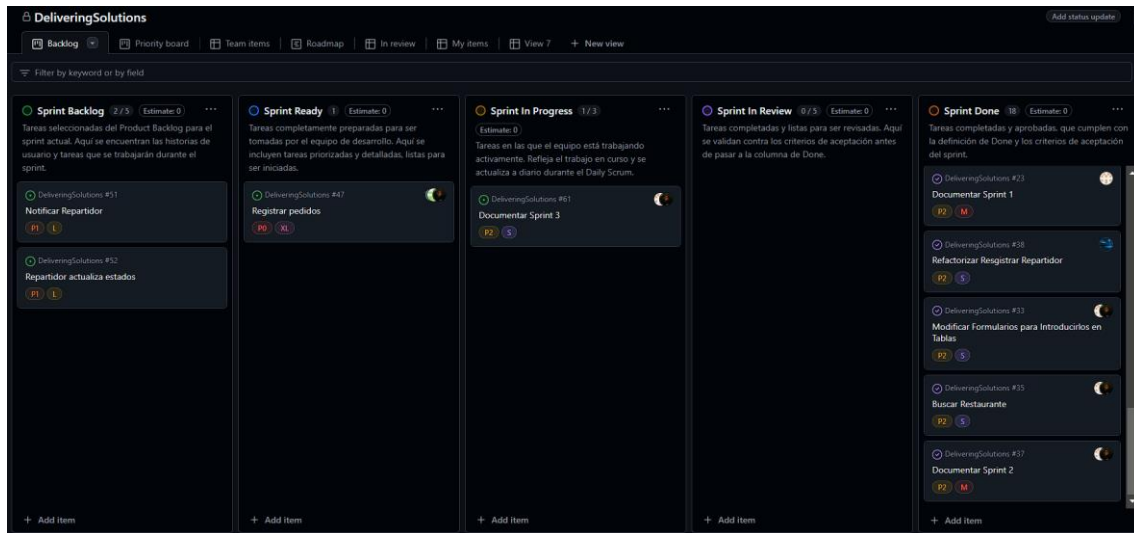 DeliveringSolutions
Add status update
Backlog
Priority board
Team items
Roadmap
In review
My items
View 7
+ New view
Filter by keyword or by field
Sprint Backlog 2 / 5 Estimate: 0 ...
Tareas seleccionadas del Product Backlog para el
sprint actual. Aquí se encuentran las historias de
usuario y tareas que se trabajarán durante el
sprint.
DeliveringSolutions #51
Notificar Repartidor
P1 L
DeliveringSolutions #52
Repartidor actualiza estados
P1 L
+ Add item
Sprint Ready 1 Estimate: 0 ...
Tareas completamente preparadas para ser
tomadas por el equipo de desarrollo. Aquí se
incluyen tareas priorizadas y detalladas, listas para
ser iniciadas.
DeliveringSolutions #47
Registrar pedidos
P0 XL
+ Add item
Sprint In Progress 1 / 3 ...
Estimate: 0
Tareas en las que el equipo está trabajando
activamente. Refleja el trabajo en curso y se
actualiza a diario durante el Daily Scrum.
DeliveringSolutions #61
Documentar Sprint 3
P2 S
+ Add item
Sprint In Review 0 / 5 Estimate: 0 ...
Tareas completadas y listas para ser revisadas. Aquí
se validan contra los criterios de aceptación antes
de pasar a la columna de Done.
+ Add item
Sprint Done 18 Estimate: 0 ...
Tareas completadas y aprobadas, que cumplen con
la definición de Done y los criterios de aceptación
del sprint.
DeliveringSolutions #23
Documentar Sprint 1
P2 M
DeliveringSolutions #38
Refactorizar Resgistrar Repartidor
P2 S
DeliveringSolutions #33
Modificar Formularios para Introducirlos en
Tablas
P2 S
DeliveringSolutions #35
Buscar Restaurante
P2 S
DeliveringSolutions #37
Documentar Sprint 2
P2 M
+ Add item